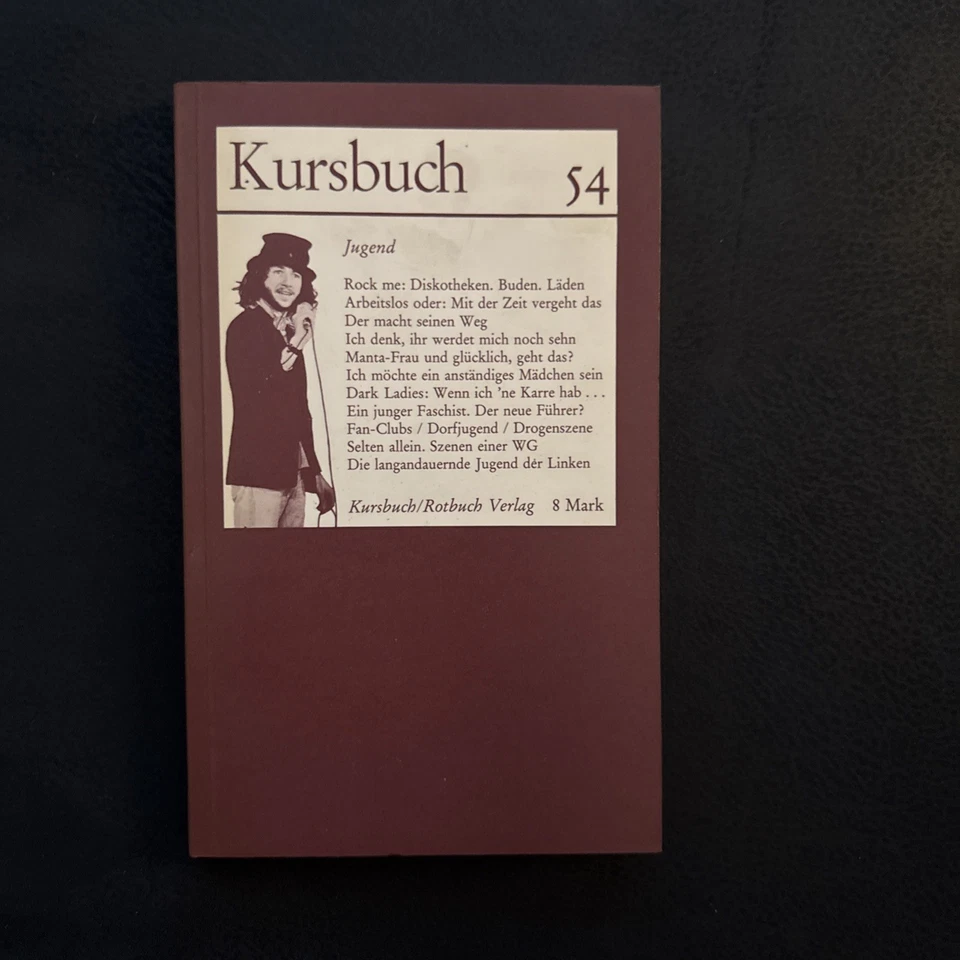 Kursbuch
54
Jugend
Rock me: Diskotheken. Buden. Läden
Arbeitslos oder: Mit der Zeit vergeht das
Der macht seinen Weg
Ich denk, ihr werdet mich noch sehn
Manta-Frau und glücklich, geht das?
Ich möchte ein anständiges Mädchen sein
Dark Ladies: Wenn ich 'ne Karre hab . . .
Ein junger Faschist. Der neue Führer?
Fan-Clubs / Dorfjugend / Drogenszene
Selten allein. Szenen einer WG
Die langandauernde Jugend der Linken
Kursbuch/Rotbuch Verlag 8 Mark